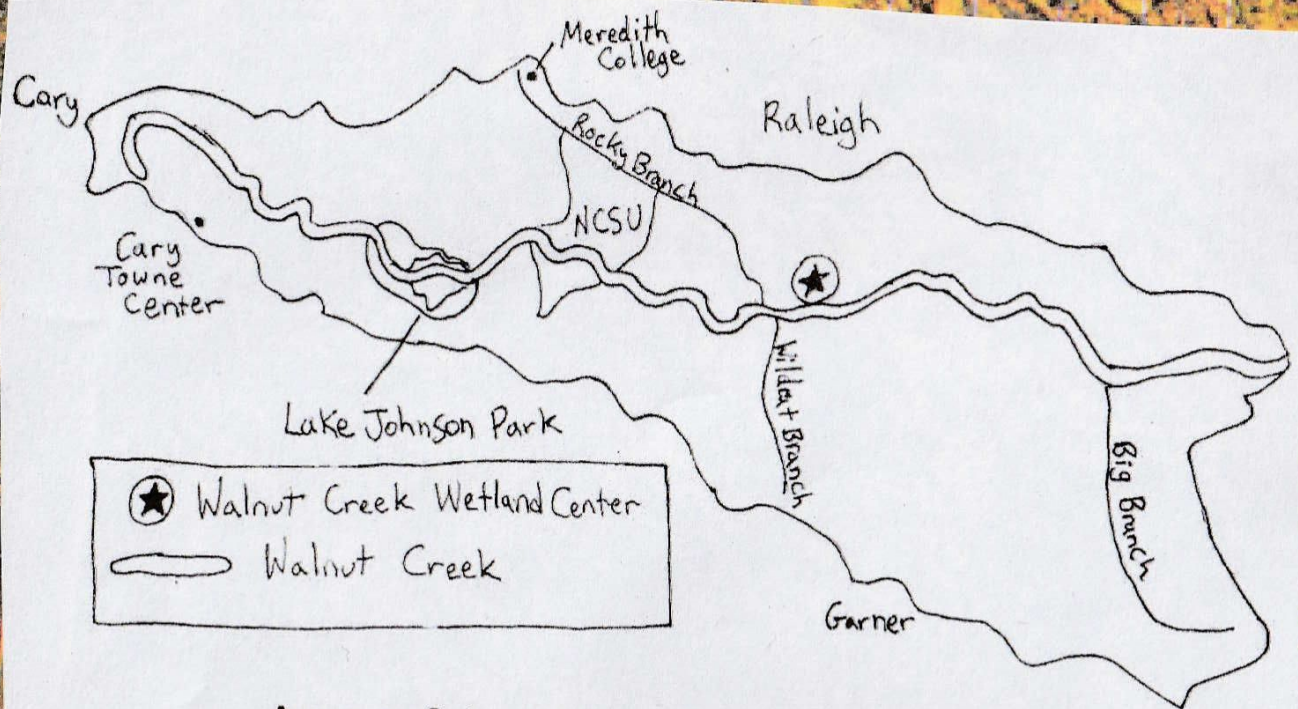 Meredith
College
Cary
Raleigh
Rocky Branch
NCSU
Cary
Towne
Center
Wildcat Branch
Lake Johnson Park
Big Branch
Walnut Creek Wetland Center
Walnut Creek
Garner